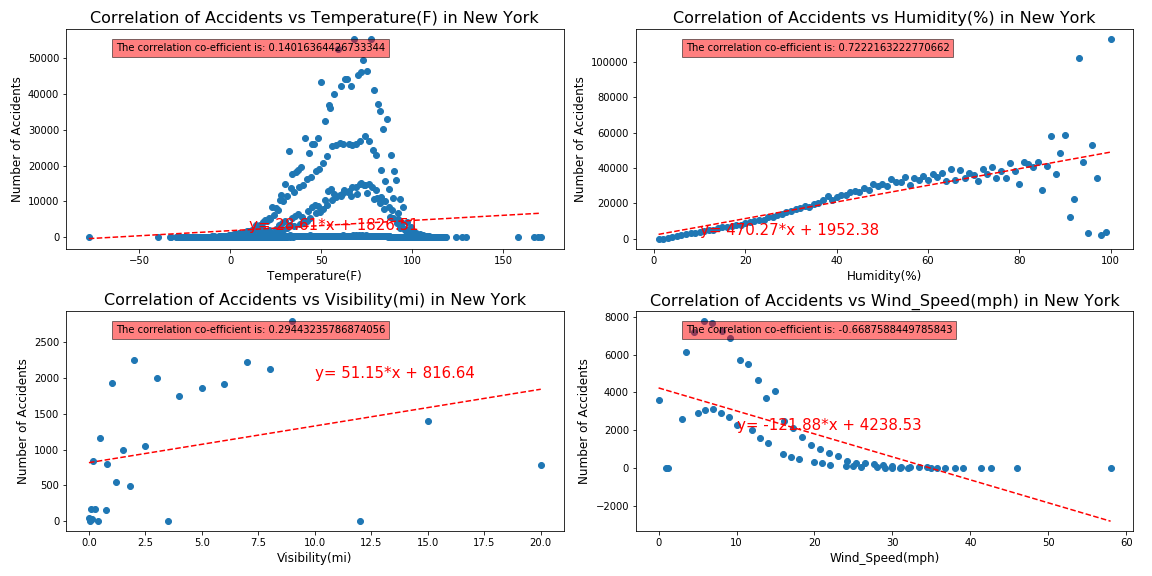 Correlation of Accidents vs Temperature(F) in New York
The correlation co-efficient is: 0.14016364426733344
Number of Accidents
50000
40000
30000
20000
10000
0
y= 28.61*x + 1826.51
−50
0
50
100
150
Temperature(F)
Correlation of Accidents vs Humidity(%) in New York
The correlation co-efficient is: 0.7222163222770662
Number of Accidents
100000
80000
60000
40000
20000
0
y= 470.27*x + 1952.38
0
20
40
60
80
100
Humidity(%)
Correlation of Accidents vs Visibility(mi) in New York
The correlation co-efficient is: 0.29443235786874056
Number of Accidents
2500
2000
1500
1000
500
0
y= 51.15*x + 816.64
0.0
2.5
5.0
7.5
10.0
12.5
15.0
17.5
20.0
Visibility(mi)
Correlation of Accidents vs Wind_Speed(mph) in New York
The correlation co-efficient is: -0.6687588449785843
Number of Accidents
8000
6000
4000
2000
0
−2000
y= -121.88*x + 4238.53
0
10
20
30
40
50
60
Wind_Speed(mph)